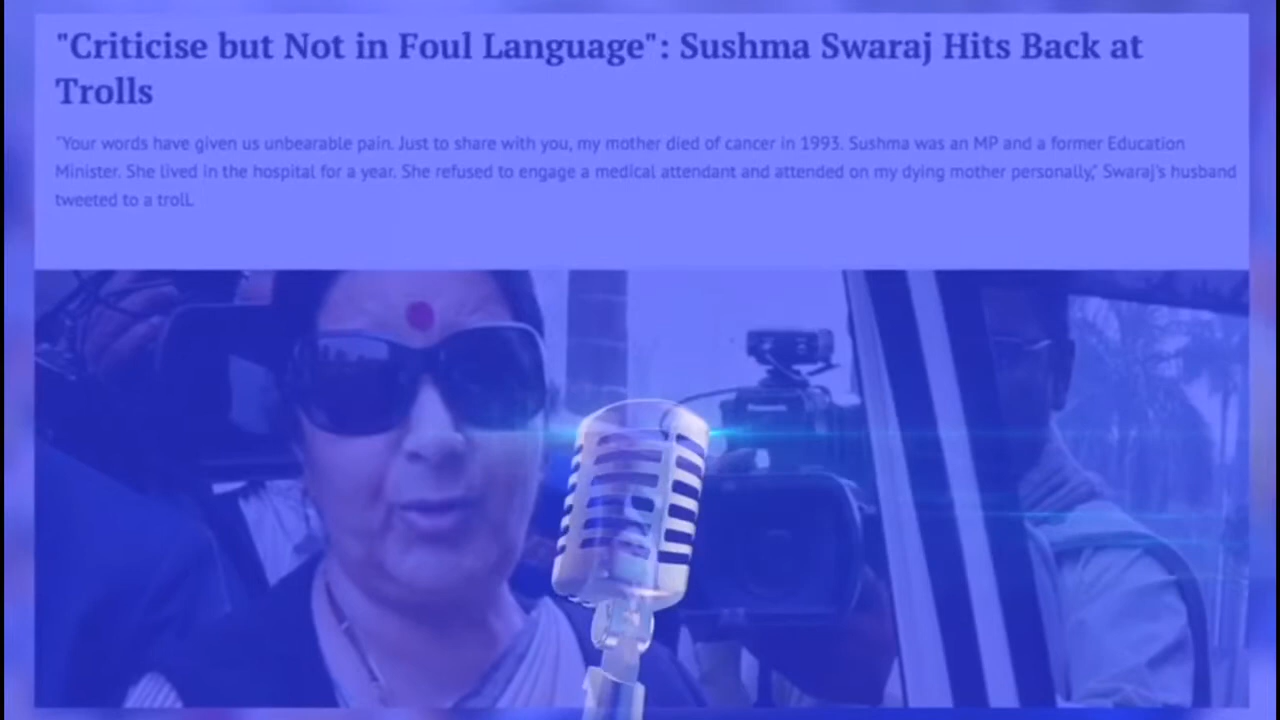 "Criticise but Not in Foul Language": Sushma Swaraj Hits Back at
Trolls
"Your words have given us unbearable pain. Just to share with you, my mother died of cancer in 1993. Sushma was an MP and a former Education
Minister. She lived in the hospital for a year. She refused to engage a medical attendant and attended on my dying mother personally," Swaraj's husband
tweeted to a troll.